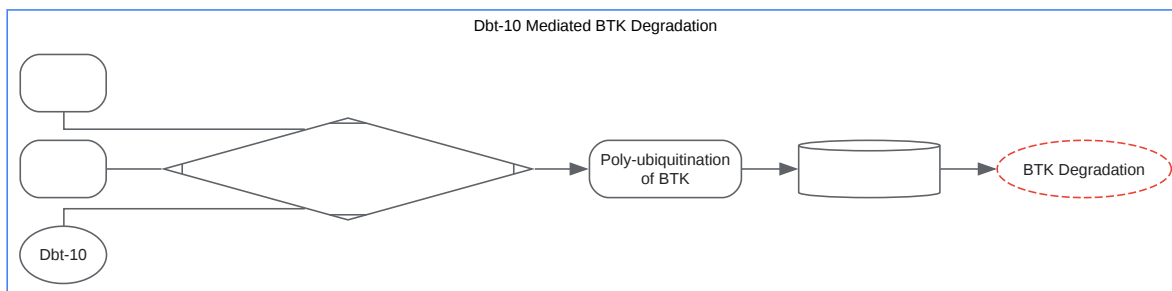 Dbt-10 Mediated BTK Degradation
Poly-ubiquitination
of BTK
BTK Degradation
Dbt-10